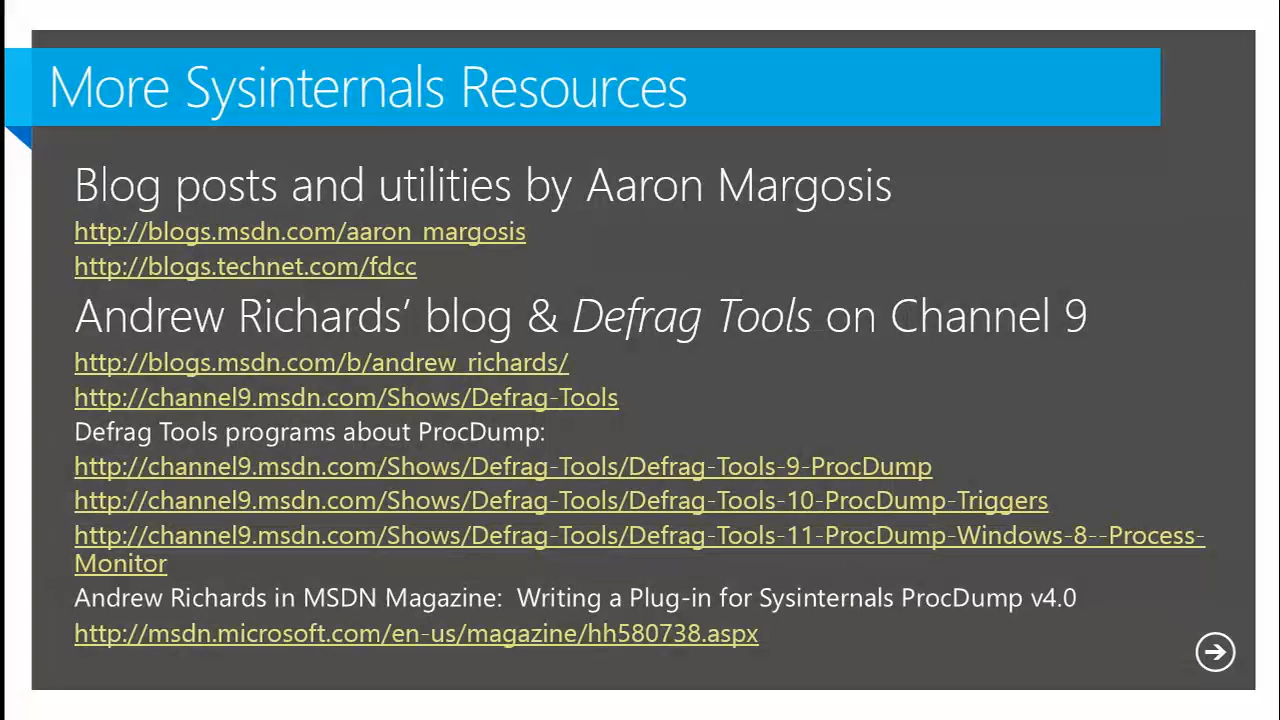 More Sysinternals Resources
Blog posts and utilities by Aaron Margosis
http://blogs.msdn.com/aaron_margosis
http://blogs.technet.com/fdcc
Andrew Richards’ blog & Defrag Tools on Channel 9
http://blogs.msdn.com/b/andrew_richards/
http://channel9.msdn.com/Shows/Defrag-Tools
Defrag Tools programs about ProcDump:
http://channel9.msdn.com/Shows/Defrag-Tools/Defrag-Tools-9-ProcDump
http://channel9.msdn.com/Shows/Defrag-Tools/Defrag-Tools-10-ProcDump-Triggers
http://channel9.msdn.com/Shows/Defrag-Tools/Defrag-Tools-11-ProcDump-Windows-8--Process-
Monitor
Andrew Richards in MSDN Magazine:  Writing a Plug-in for Sysinternals ProcDump v4.0
http://msdn.microsoft.com/en-us/magazine/hh580738.aspx